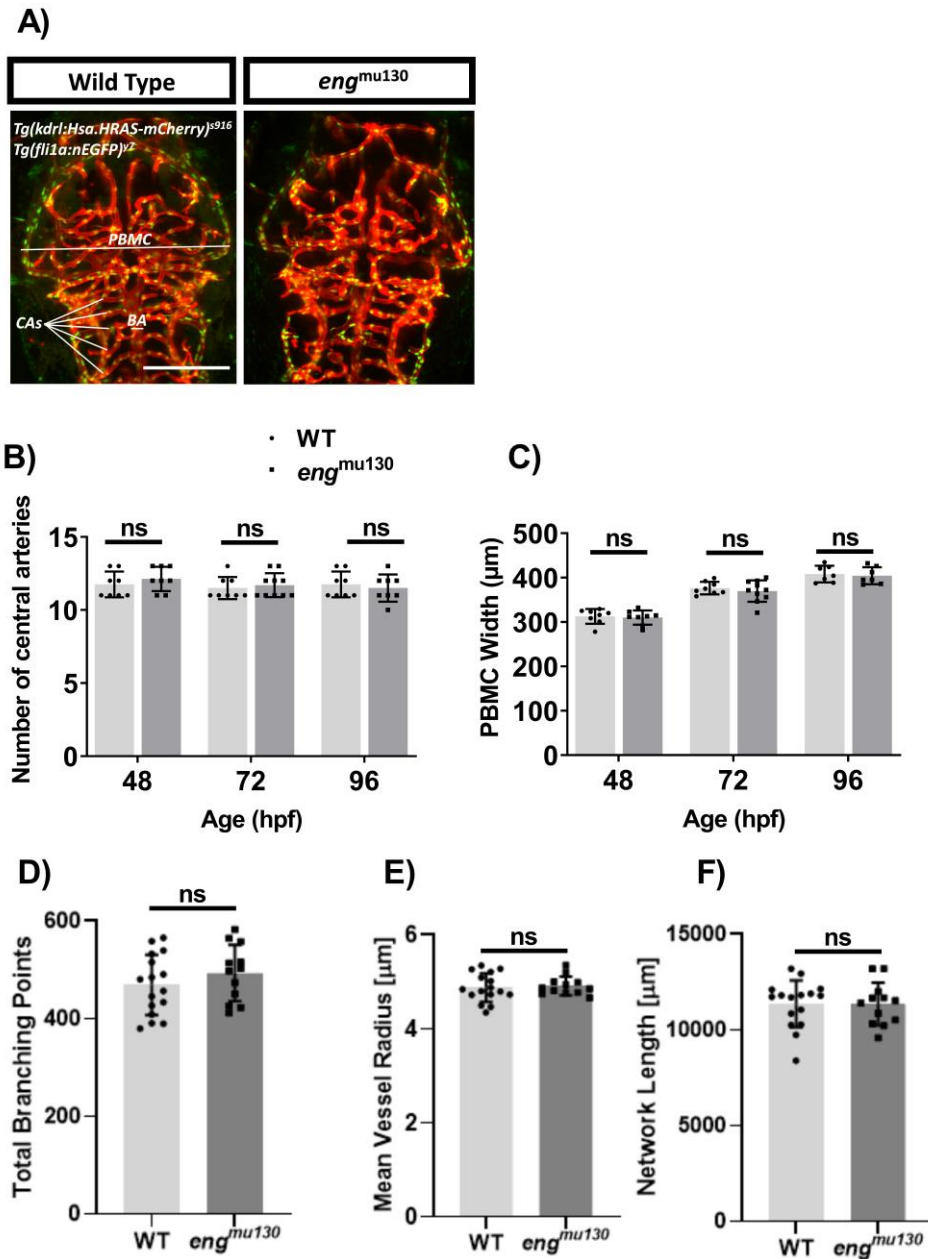 A)
Wild Type
eng^mu130
Tg(kdrl:Hsa.HRAS-mCherry)^s916
Tg(fli1a:nEGFP)^y7
PBMC
CAs
BA
WT
eng^mu130
B)
Number of central arteries
15
10
5
0
ns
ns
ns
48
72
96
Age (hpf)
C)
PBMC Width (µm)
500
400
300
200
100
0
ns
ns
ns
48
72
96
Age (hpf)
D)
Total Branching Points
600
400
200
0
ns
WT
eng^mu130
E)
Mean Vessel Radius [µm]
6
4
2
0
ns
WT
eng^mu130
F)
Network Length [µm]
15000
10000
5000
0
ns
WT
eng^mu130